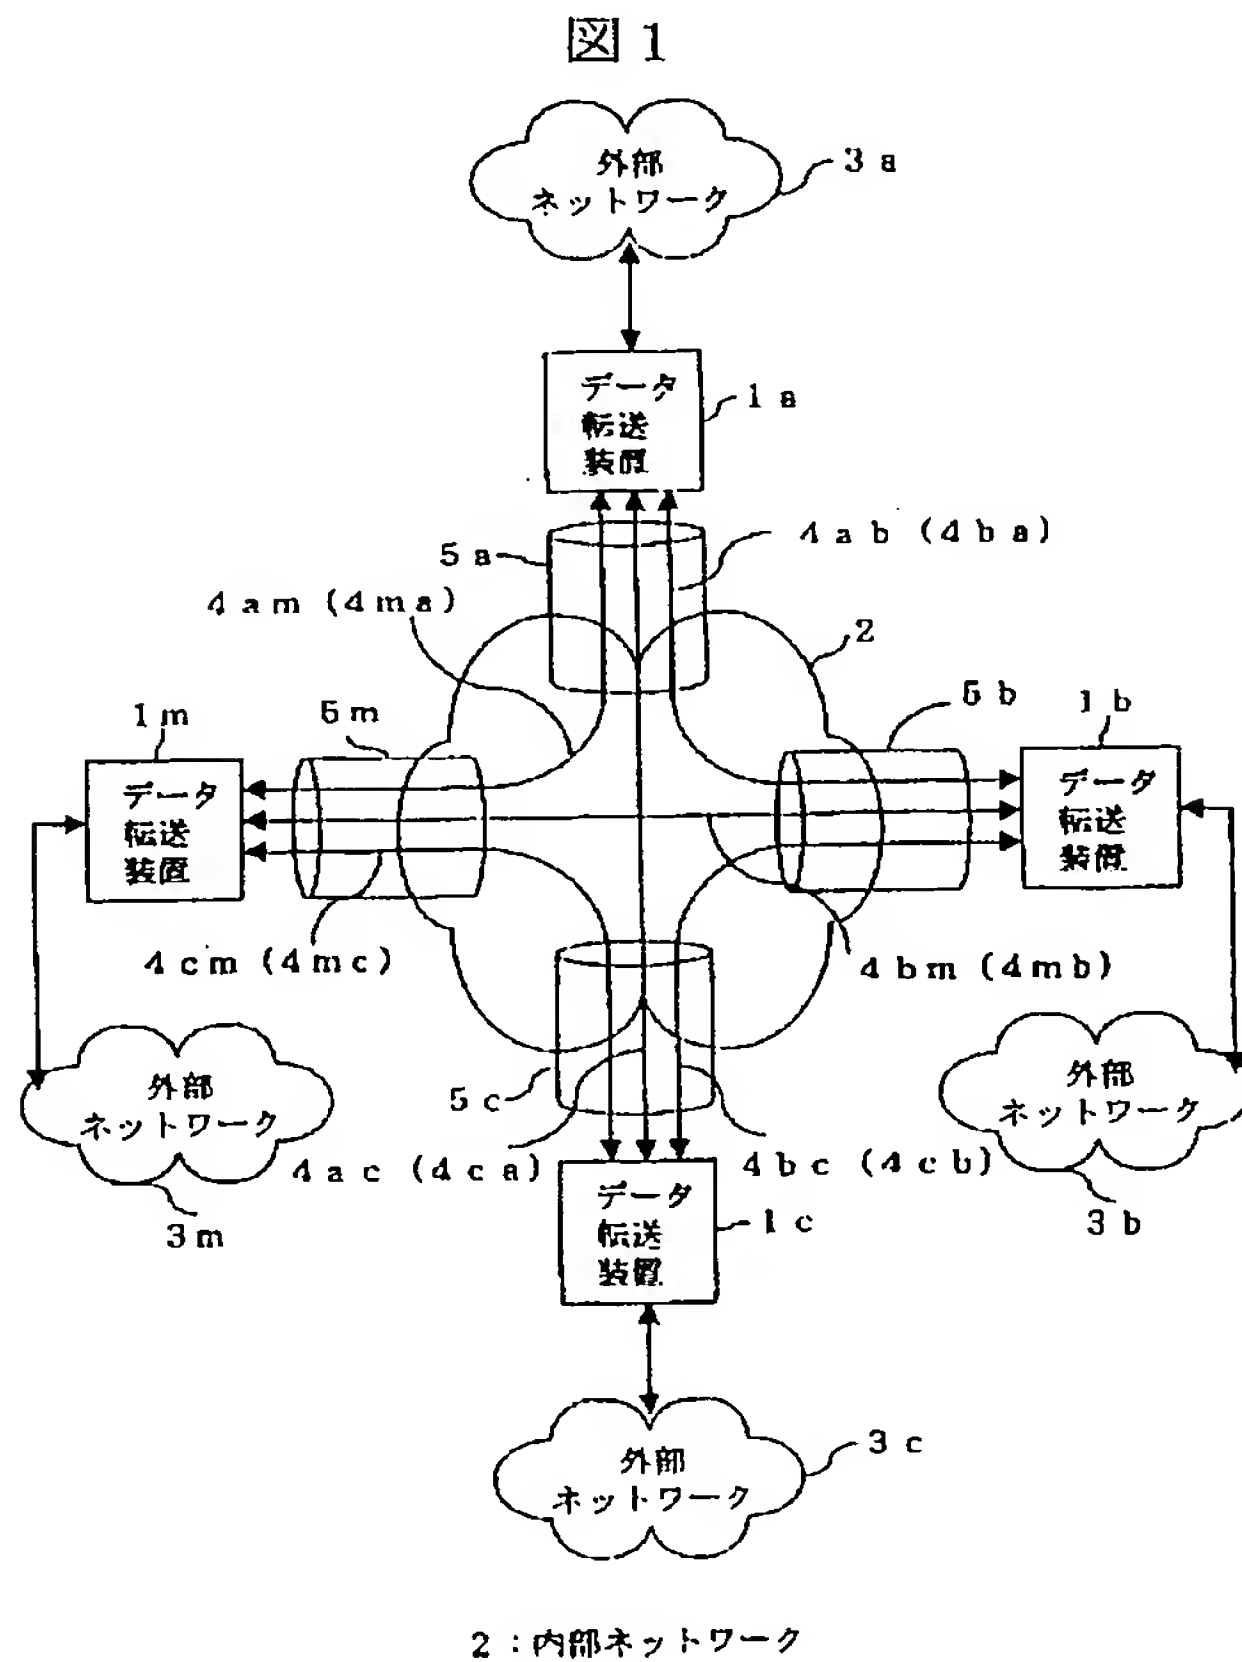 図1
外部
ネットワーク
3a
データ
転送
装置
1a
5a
4ab(4ba)
4am(4ma)
2
1m
5m
5b
1b
データ
転送
装置
データ
転送
装置
4cm(4mc)
4bm(4mb)
外部
ネットワーク
外部
ネットワーク
5c
4ac(4ca)
4bc(4cb)
3m
データ
転送
装置
1c
3b
外部
ネットワーク
3c
2:内部ネットワーク